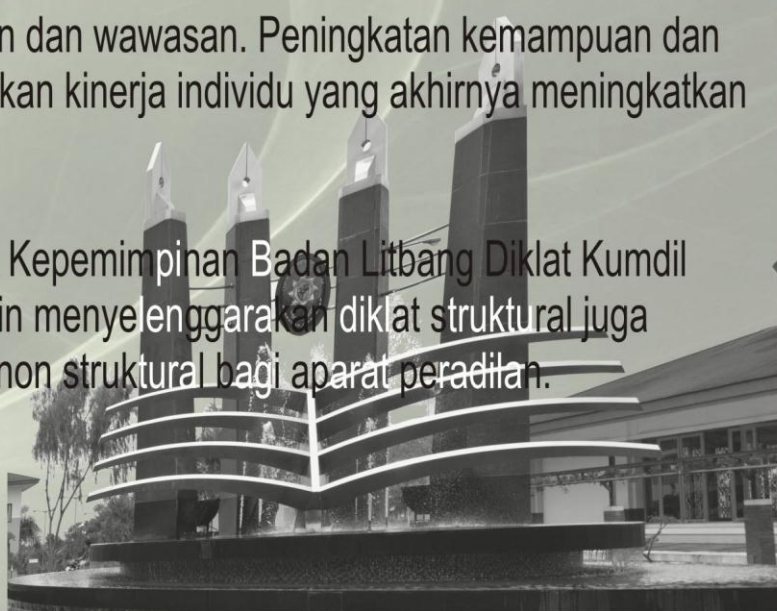 n dan wawasan. Peningkatan kemampuan dan
kan kinerja individu yang akhirnya meningkatkan
Kepemimpinan Badan Litbang Diklat Kumdil
in menyelenggarakan diklat struktural juga
non struktural bagi aparat peradilan.